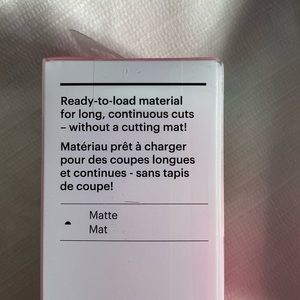 Ready-to-load material
for long, continuous cuts
– without a cutting mat!
Matériau prêt à charger
pour des coupes longues
et continues - sans tapis
de coupe!
Matte
Mat